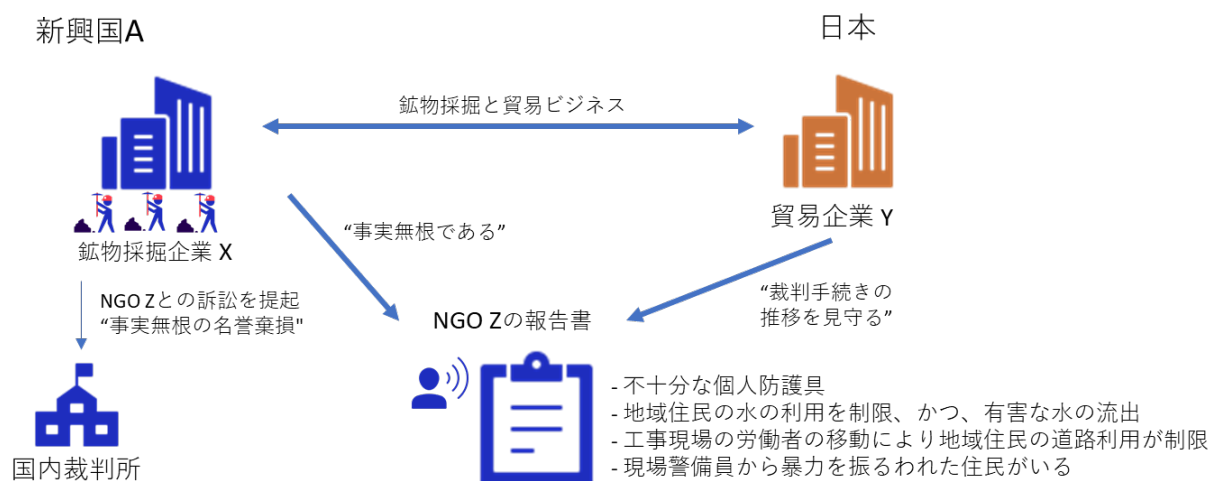 新興国A
日本
鉱物採掘と貿易ビジネス
鉱物採掘企業 X
貿易企業 Y
“事実無根である”
NGO Zとの訴訟を提起
“事実無根の名誉棄損"
“裁判手続きの
推移を見守る”
NGO Zの報告書
国内裁判所
- 不十分な個人防護具
- 地域住民の水の利用を制限、かつ、有害な水の流出
- 工事現場の労働者の移動により地域住民の道路利用が制限
- 現場警備員から暴力を振るわれた住民がいる